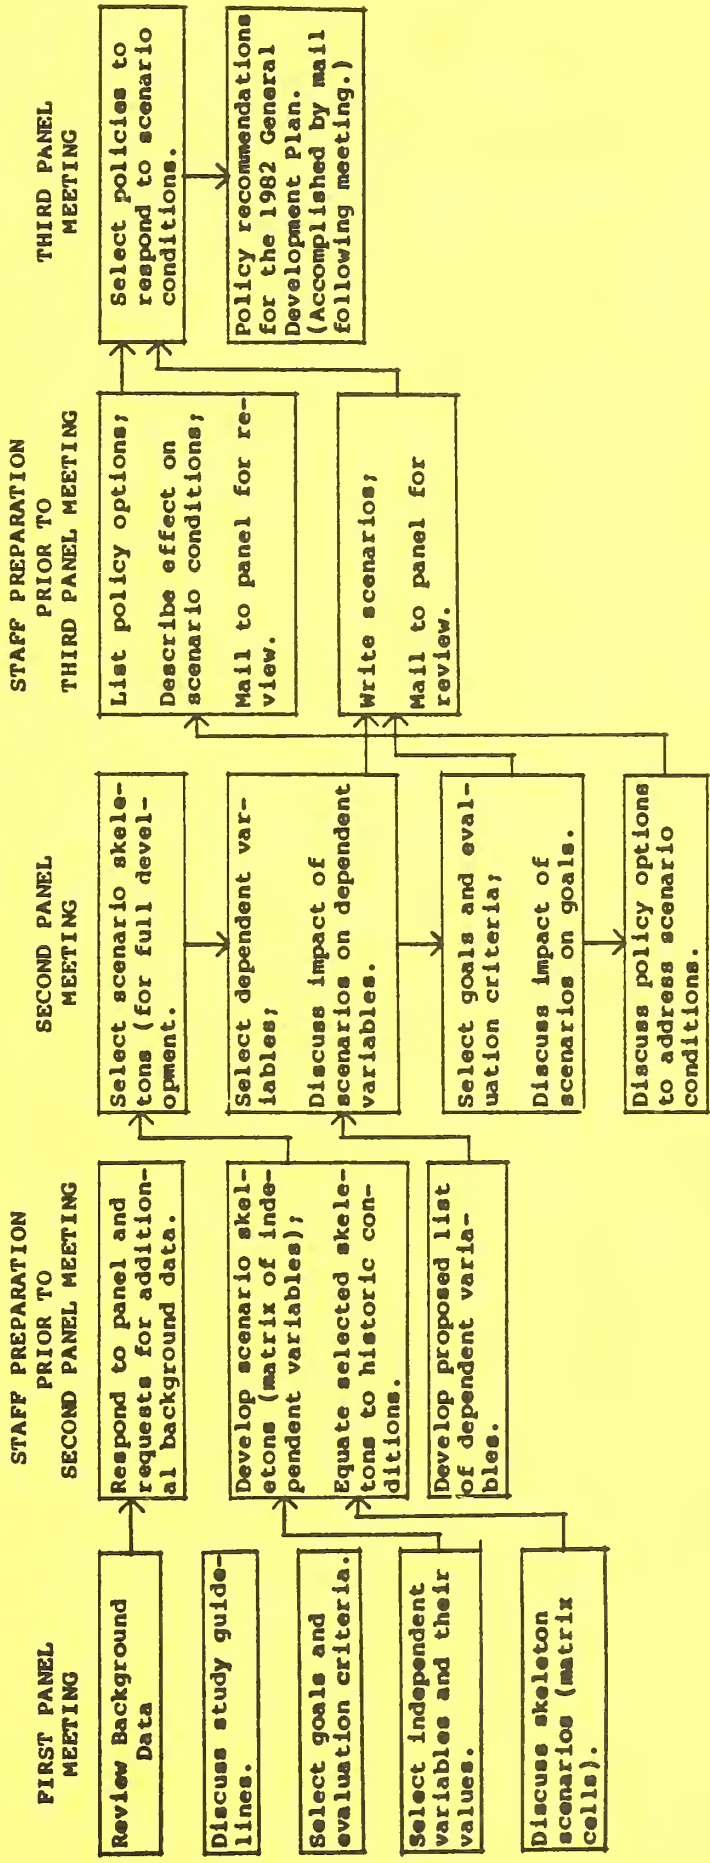 FIRST PANEL
MEETING
Review Background
Data
Discuss study guide-
lines.
Select goals and
evaluation criteria.
Select independent
variables and their
values.
Discuss skeleton
scenarios (matrix
cells).
STAFF PREPARATION
PRIOR TO
SECOND PANEL MEETING
Respond to panel and
requests for addition-
al background data.
Develop scenario skel-
etons (matrix of inde-
pendent variables);
Equate selected skele-
tons to historic con-
ditions.
Develop proposed list
of dependent varia-
bles.
SECOND PANEL
MEETING
Select scenario skele-
tons (for full devel-
opment.
Select dependent var-
iables;
Discuss impact of
scenarios on dependent
variables.
Select goals and eval-
uation criteria;
Discuss impact of
scenarios on goals.
Discuss policy options
to address scenario
conditions.
STAFF PREPARATION
PRIOR TO
THIRD PANEL MEETING
List policy options;
Describe effect on
scenario conditions;
Mail to panel for re-
view.
Write scenarios;
Mail to panel for
review.
THIRD PANEL
MEETING
Select policies to
respond to scenario
conditions.
Policy recommendations
for the 1982 General
Development Plan.
(Accomplished by mail
following meeting.)